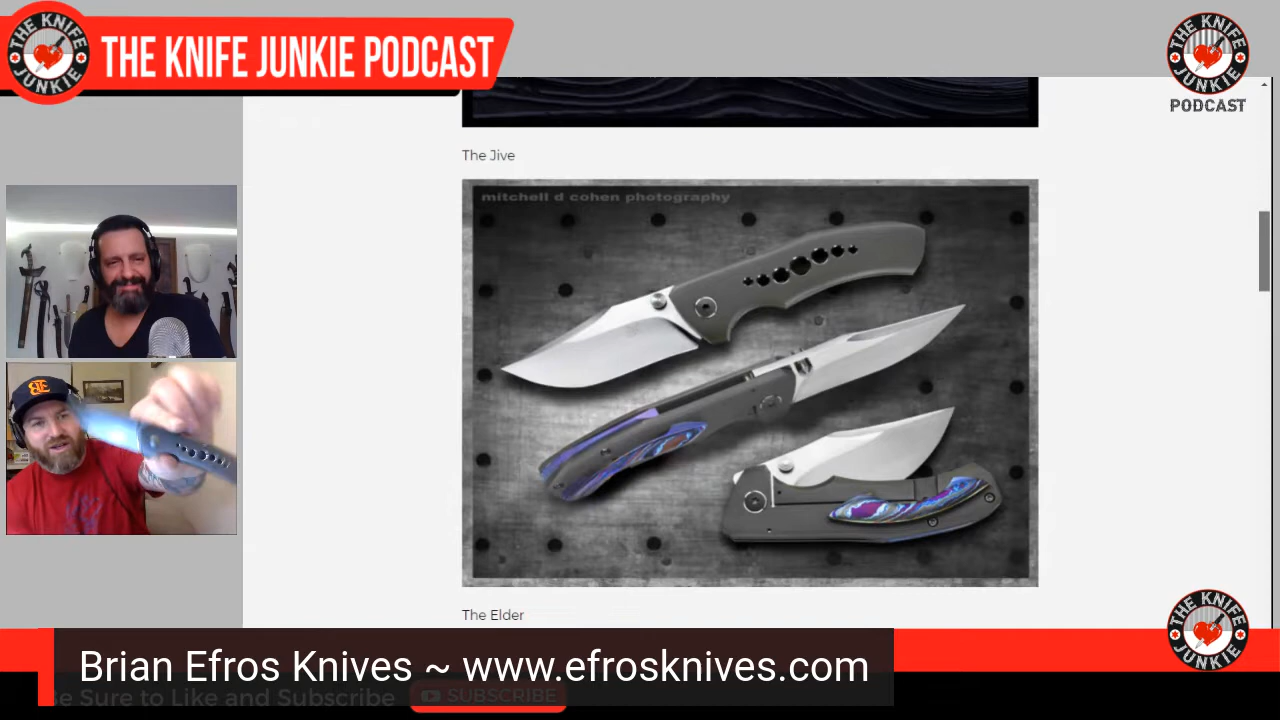 THE KNIFE JUNKIE
THE KNIFE JUNKIE PODCAST
THE KNIFE JUNKIE
PODCAST
The Jive
mitchell d cohen photography
The Elder
THE KNIFE JUNKIE
Brian Efros Knives ~ www.efrosknives.com
Be Sure to Like and Subscribe
SUBSCRIBE